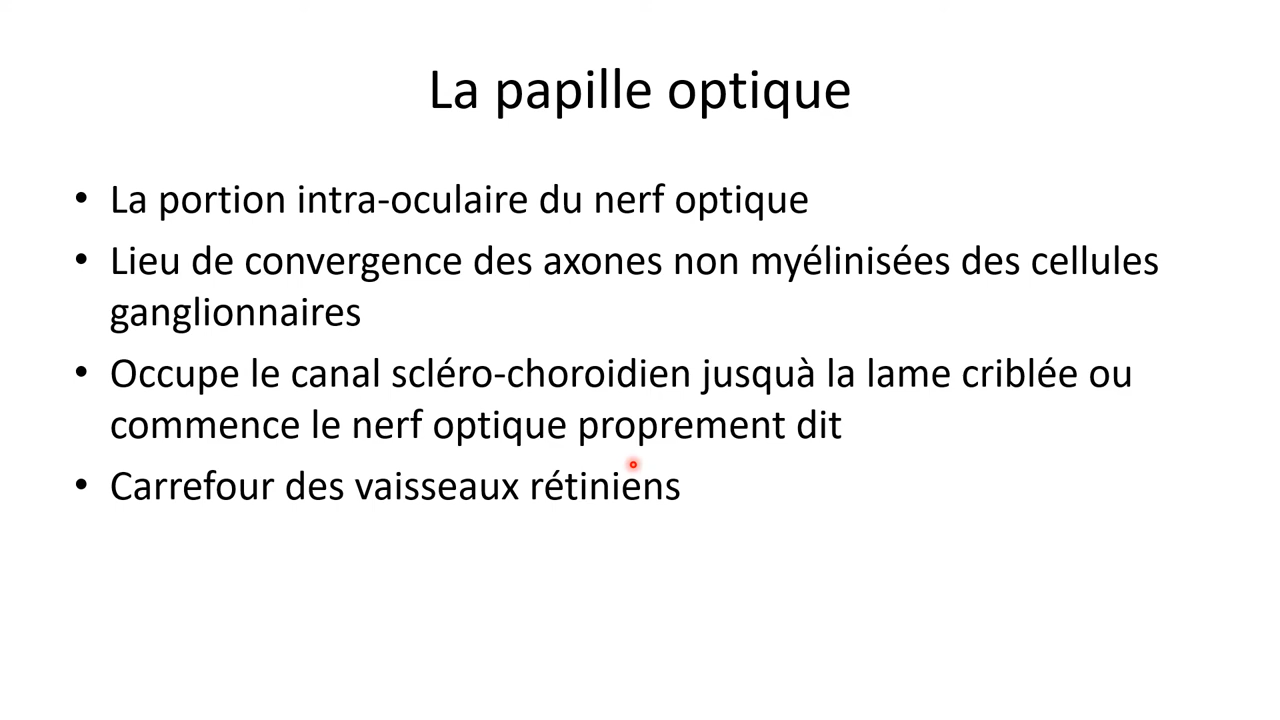 La papille optique
• La portion intra-oculaire du nerf optique
• Lieu de convergence des axones non myélinisées des cellules
ganglionnaires
• Occupe le canal scléro-choroidien jusquà la lame criblée ou
commence le nerf optique proprement dit
• Carrefour des vaisseaux rétiniens